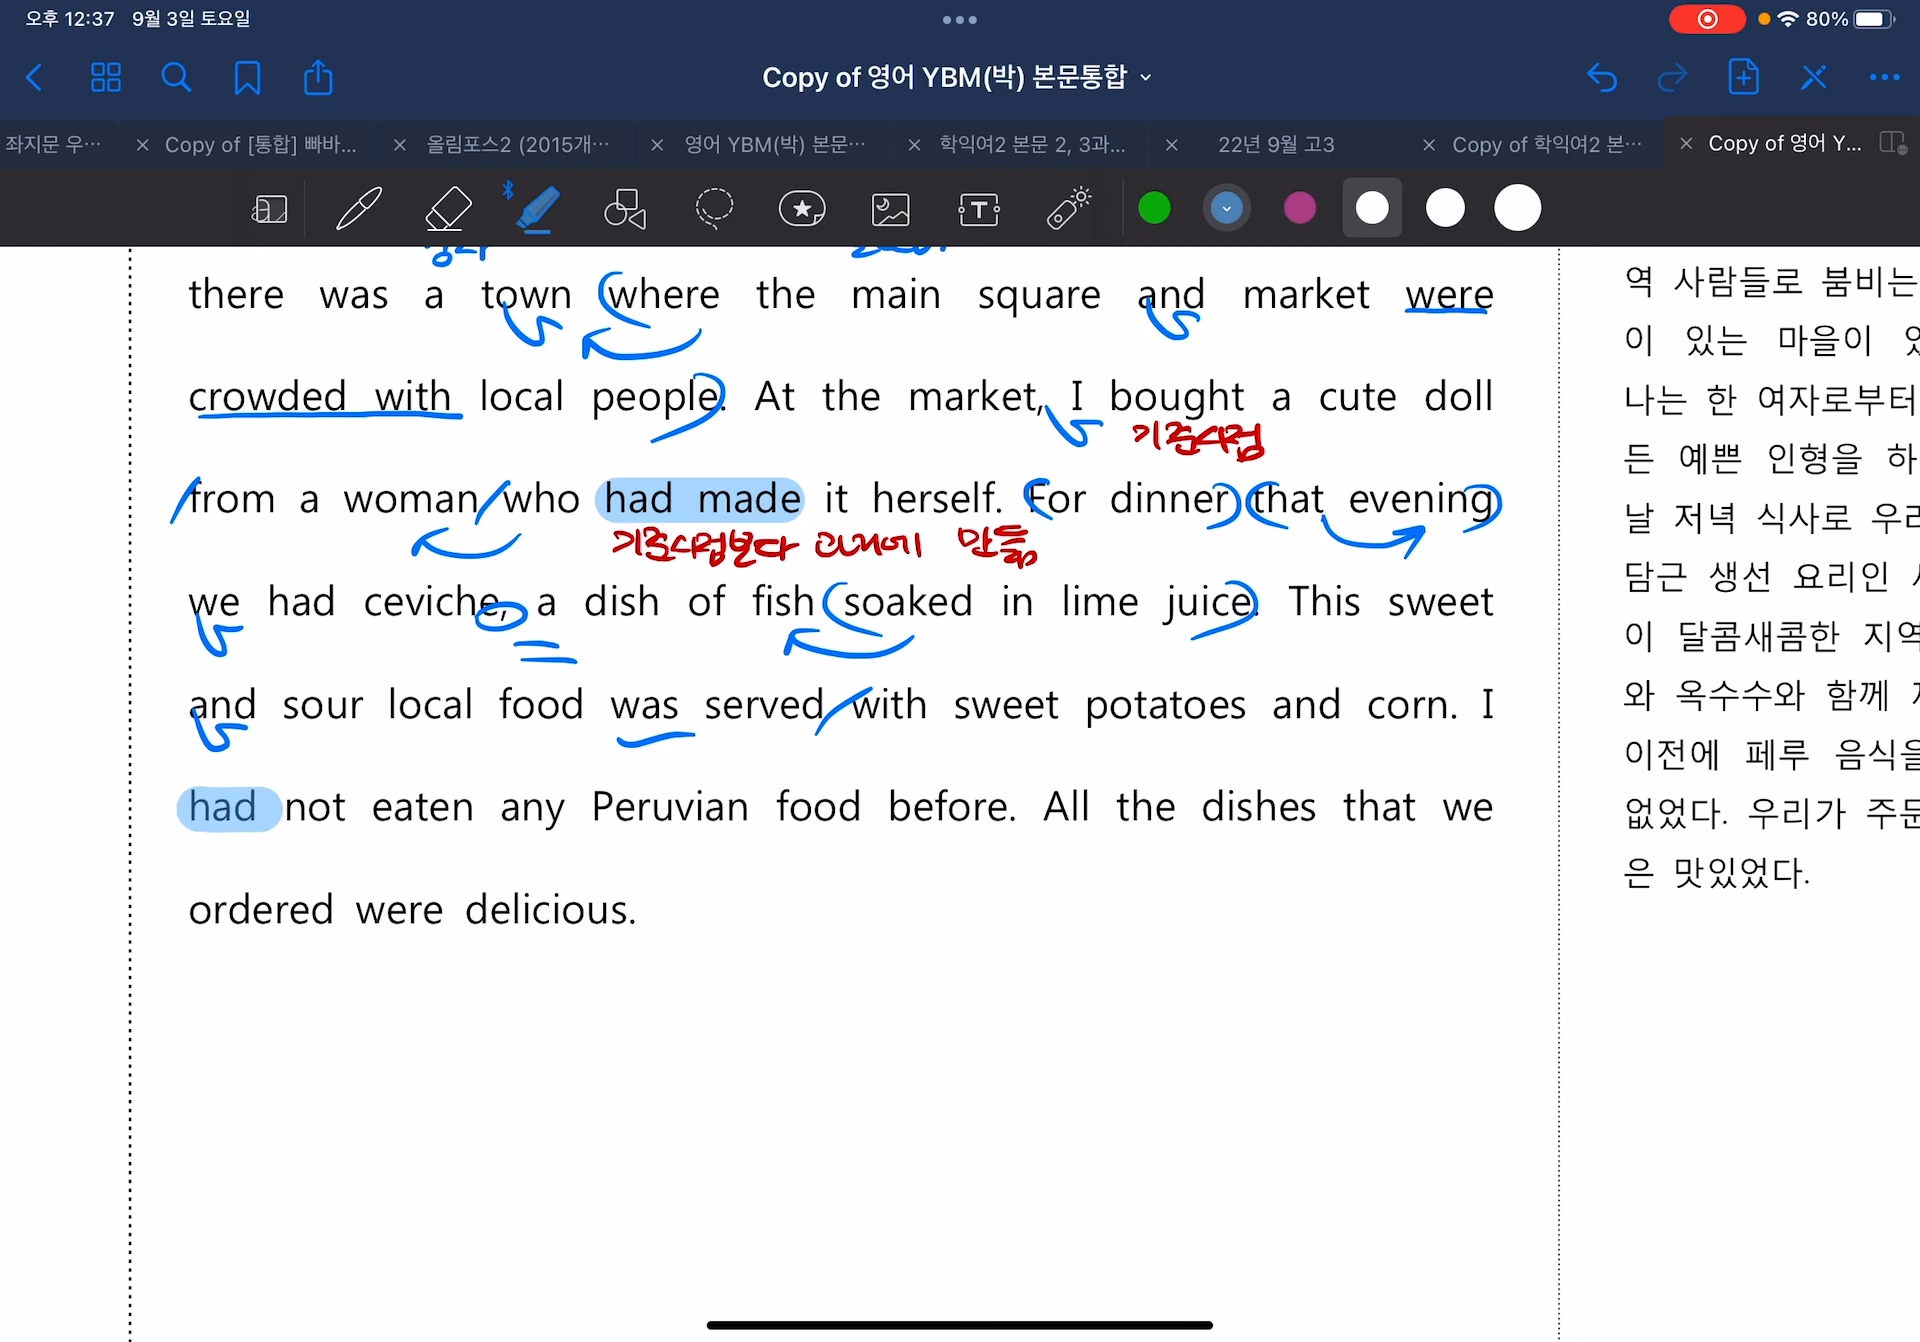 오후 12:37 9월 3일 토요일
80%
Copy of 영어 YBM(박) 본문통합
좌지문 우… Copy of [통합] 빠바... 올림포스2 (2015개… 영어 YBM(박) 본문… 학익여2 본문 2, 3과... 22년 9월 고3 Copy of 학익여2 본… Copy of 영어 Y...
there was a town where the main square and market were
crowded with local people. At the market, I bought a cute doll
기준시점
from a woman who had made it herself. For dinner that evening
기준시점보다 과거에 만듦
we had ceviche, a dish of fish soaked in lime juice. This sweet
and sour local food was served with sweet potatoes and corn. I
had not eaten any Peruvian food before. All the dishes that we
ordered were delicious.
역 사람들로 붐비는
이 있는 마을이
나는 한 여자로부터
든 예쁜 인형을 하
날 저녁 식사로 우리
담근 생선 요리인
이 달콤새콤한 지역
와 옥수수와 함께
이전에 페루 음식을
없었다. 우리가 주문
은 맛있었다.